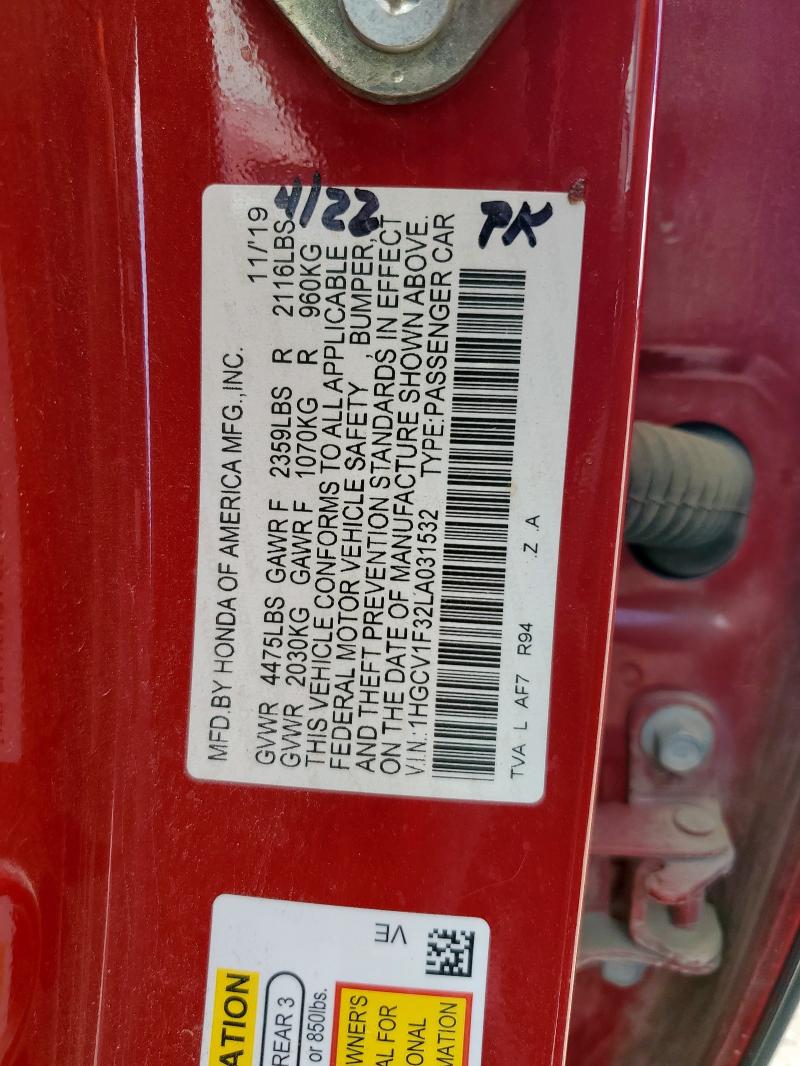 MFD.BY HONDA OF AMERICA MFG.,INC. 11/'19
4/22
GVWR 4475LBS GAWR F 2359LBS R 2116LBS
GVWR 2030KG GAWR F 1070KG R 960KG
THIS VEHICLE CONFORMS TO ALL APPLICABLE
FEDERAL MOTOR VEHICLE SAFETY , BUMPER,
AND THEFT PREVENTION STANDARDS IN EFFECT
ON THE DATE OF MANUFACTURE SHOWN ABOVE.
V.I.N.:1HGCV1F32LA031532 TYPE:PASSENGER CAR
PK
TVA L AF7 R94 .Z .A
VE
ATION
REAR 3
or 850lbs.
WNER'S
AL FOR
IONAL
MATION